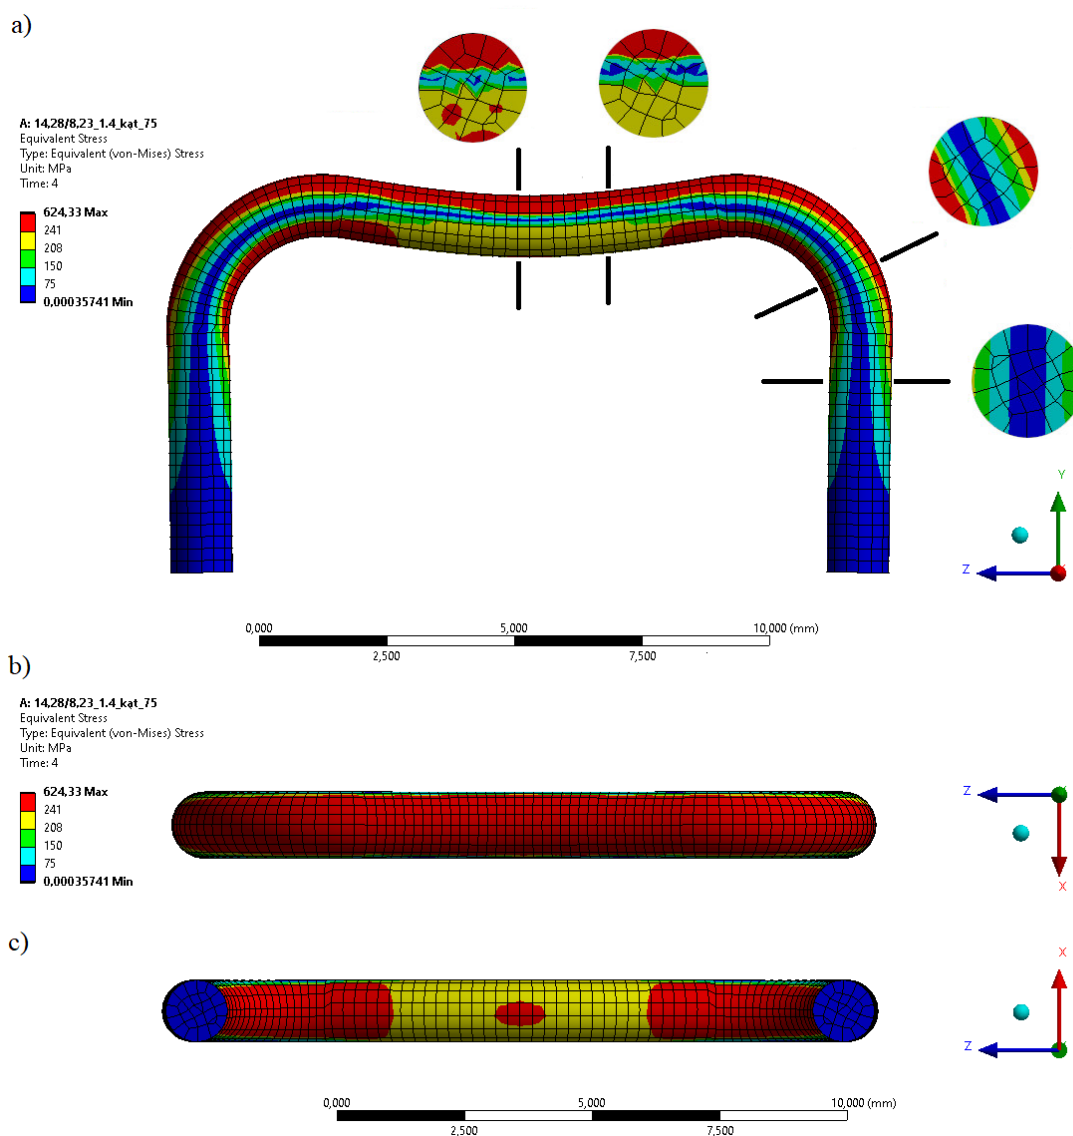 a)
A: 14,28/8,23_1.4_kąt_75
Equivalent Stress
Type: Equivalent (von-Mises) Stress
Unit: MPa
Time: 4
624,33 Max
241
208
150
75
0,00035741 Min
Y
Z
0,000 5,000 10,000 (mm)
2,500 7,500
b)
A: 14,28/8,23_1.4_kąt_75
Equivalent Stress
Type: Equivalent (von-Mises) Stress
Unit: MPa
Time: 4
624,33 Max
241
208
150
75
0,00035741 Min
Z
X
c)
X
Z
0,000 5,000 10,000 (mm)
2,500 7,500